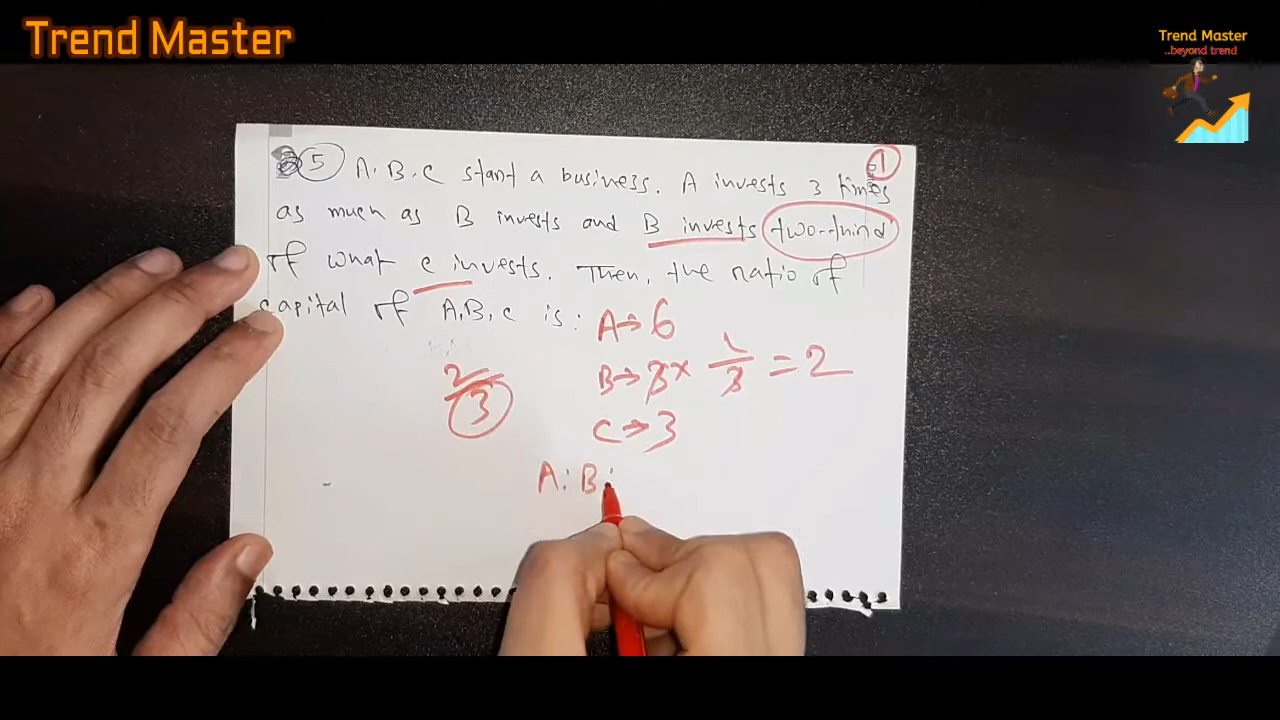 Trend Master
Trend Master
..beyond trend
1
5 A, B, C start a business. A invests 3 times
as much as B invests and B invests two-third
of what C invests. Then, the ratio of
capital of A, B, C is:
A → 6
B → 3 × 2/3 = 2
C → 3
2/3
A : B :